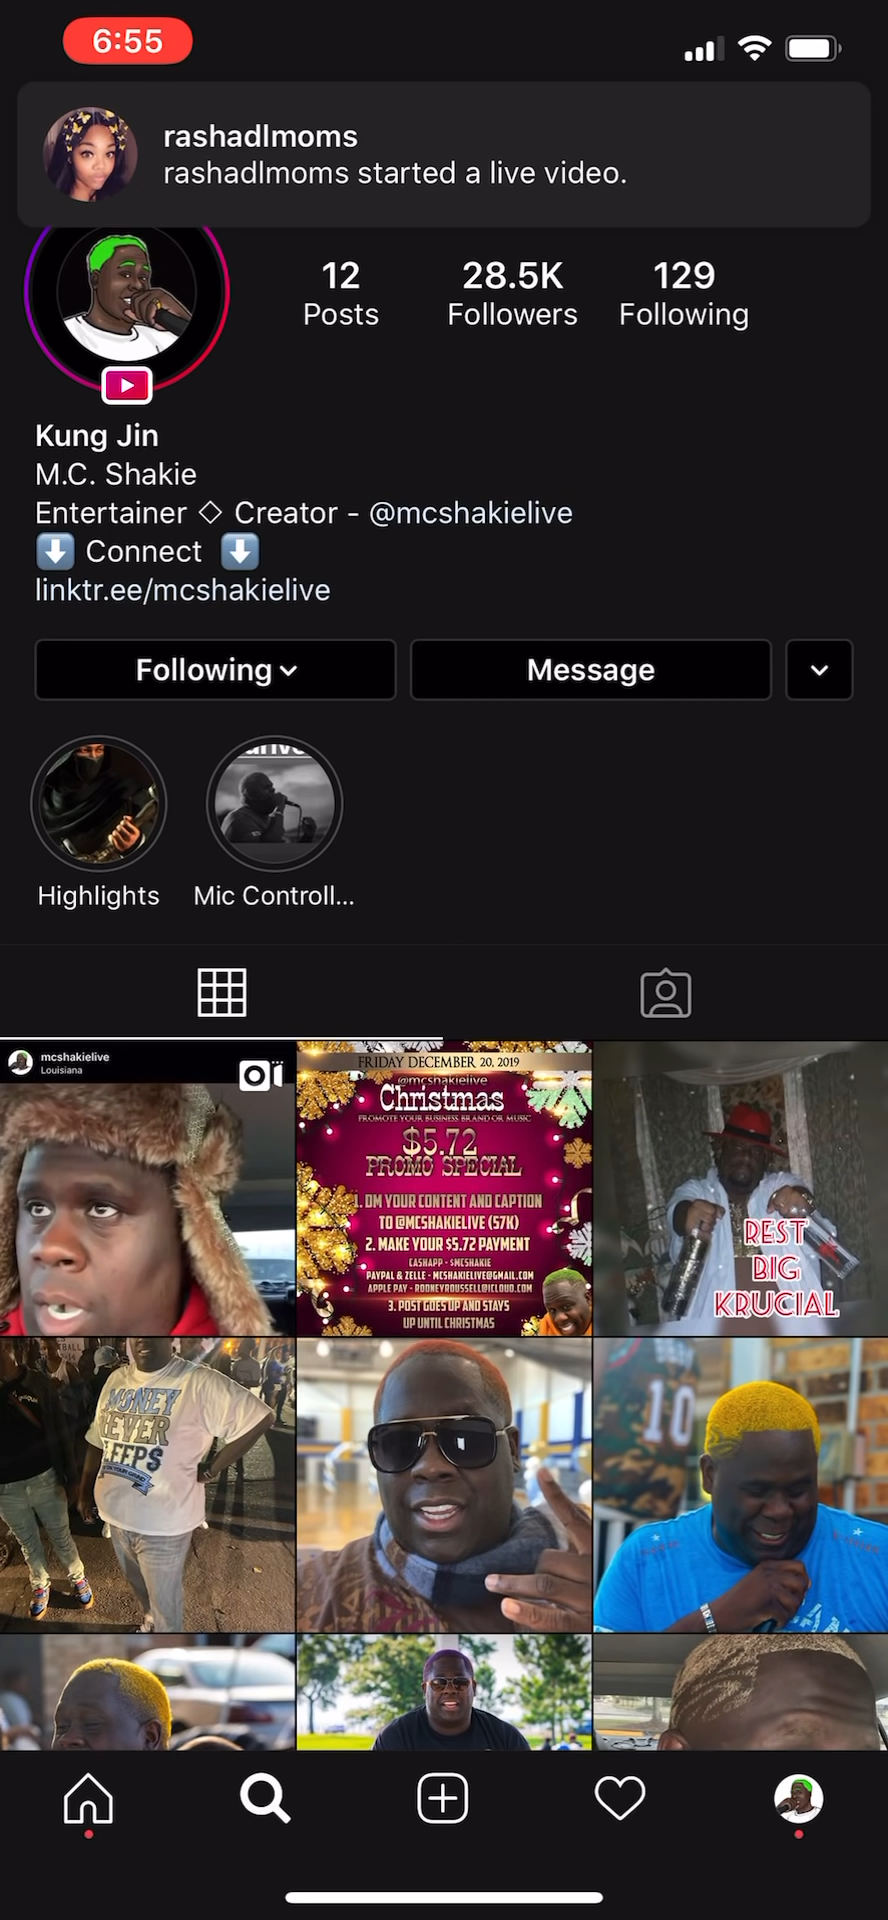 6:55
rashadlmoms
rashadlmoms started a live video.
12
Posts
28.5K
Followers
129
Following
Kung Jin
M.C. Shakie
Entertainer ◇ Creator - @mcshakielive
⬇️ Connect ⬇️
linktr.ee/mcshakielive
Following
Message
Highlights
Mic Controll...
mcshakielive
Louisiana
FRIDAY DECEMBER 20, 2019
@mcshakielive
Christmas
PROMOTE YOUR BUSINESS BRAND OR MUSIC
$5.72
PROMO SPECIAL
1. DM YOUR CONTENT AND CAPTION
TO @MCSHAKIELIVE (57K)
2. MAKE YOUR $5.72 PAYMENT
CASHAPP - $MCSHAKIE
PAYPAL & ZELLE - MCSHAKIELIVE@GMAIL.COM
APPLE PAY - RODNEYROUSSELL@ICLOUD.COM
3. POST GOES UP AND STAYS
UP UNTIL CHRISTMAS
REST
BIG
KRUCIAL
MONEY
10